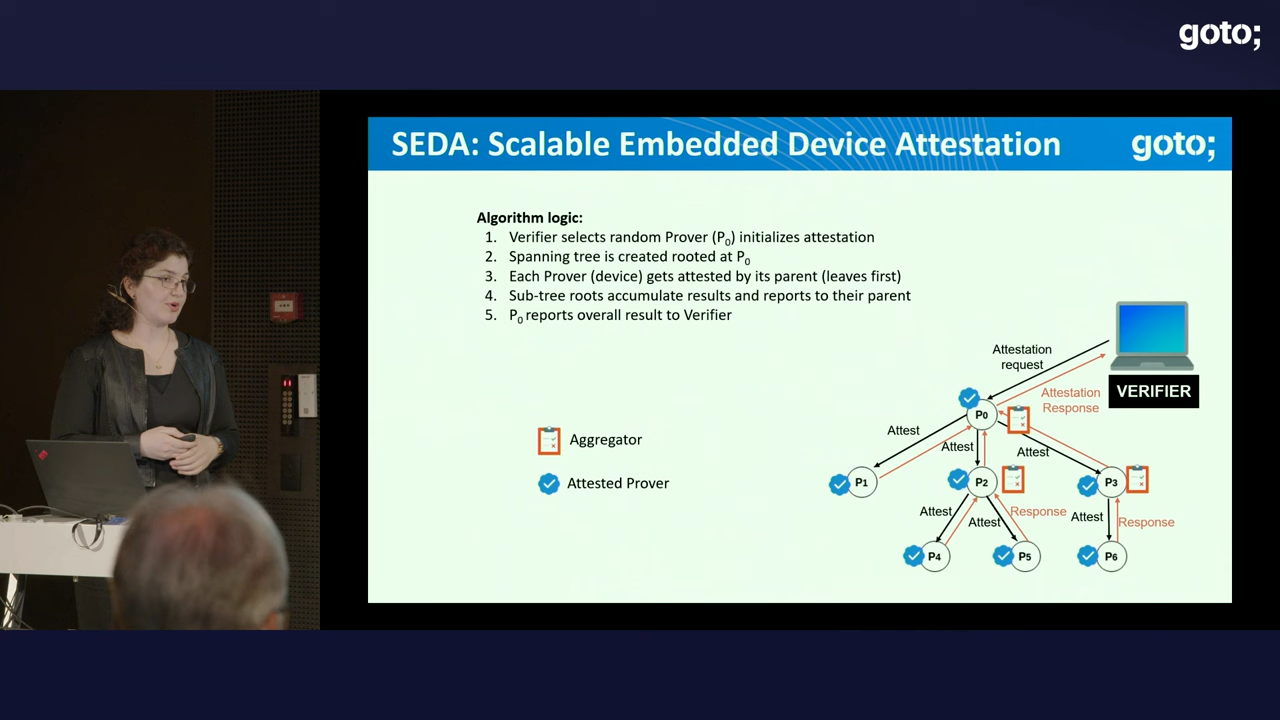 goto;
SEDA: Scalable Embedded Device Attestation
goto;
Algorithm logic:
1. Verifier selects random Prover (P0) initializes attestation
2. Spanning tree is created rooted at P0
3. Each Prover (device) gets attested by its parent (leaves first)
4. Sub-tree roots accumulate results and reports to their parent
5. P0 reports overall result to Verifier
Attestation
request
VERIFIER
Attestation
Response
P0
Aggregator
Attest
Attest
Attest
Attested Prover
P1
P2
P3
Attest
Attest
Response
Attest
Response
P4
P5
P6